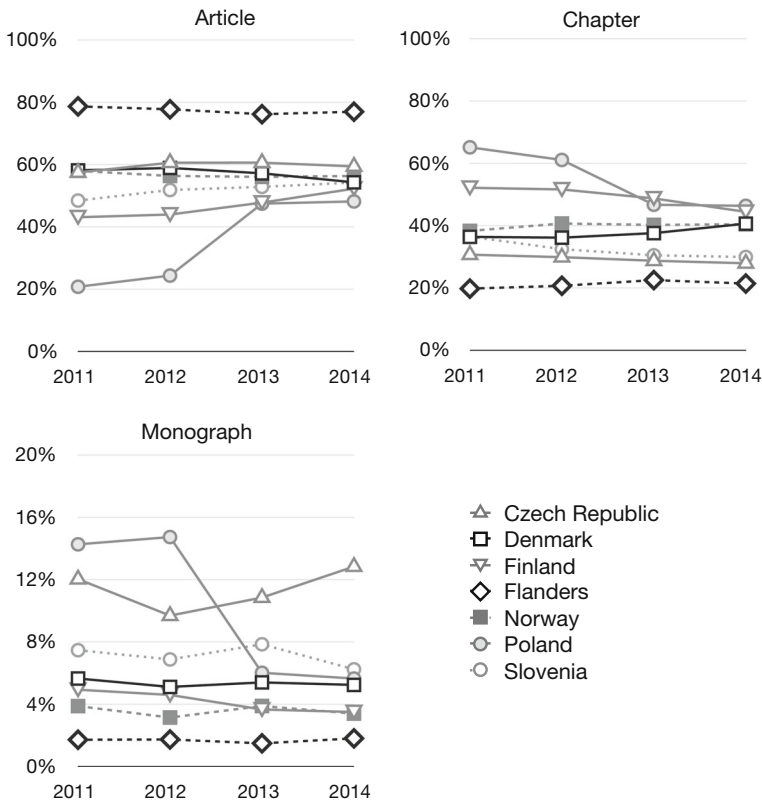 Article
100%
80%
60%
40%
20%
0%
2011 2012 2013 2014
Chapter
100%
80%
60%
40%
20%
0%
2011 2012 2013 2014
Monograph
20%
16%
12%
8%
4%
0%
2011 2012 2013 2014
Czech Republic
Denmark
Finland
Flanders
Norway
Poland
Slovenia